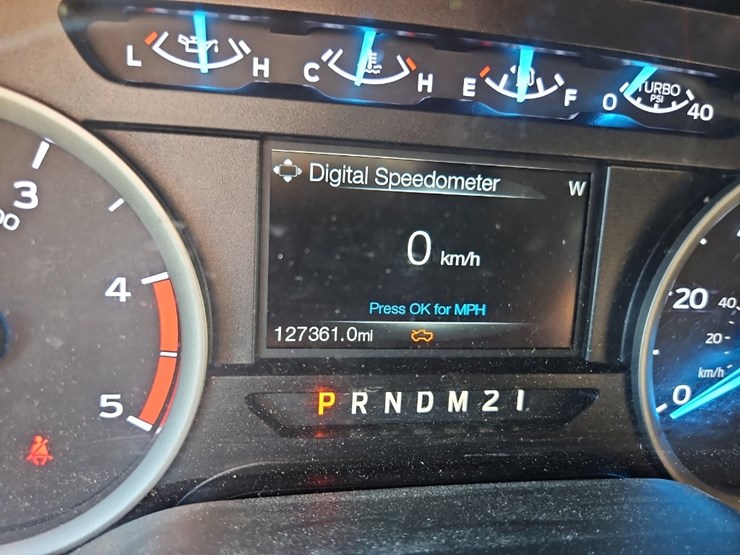 L H C H E F 0 TURBO PSI 40
Digital Speedometer W
0 km/h
Press OK for MPH
127361.0mi
P R N D M 2 1
3
4
5
20 40
20
km/h
0